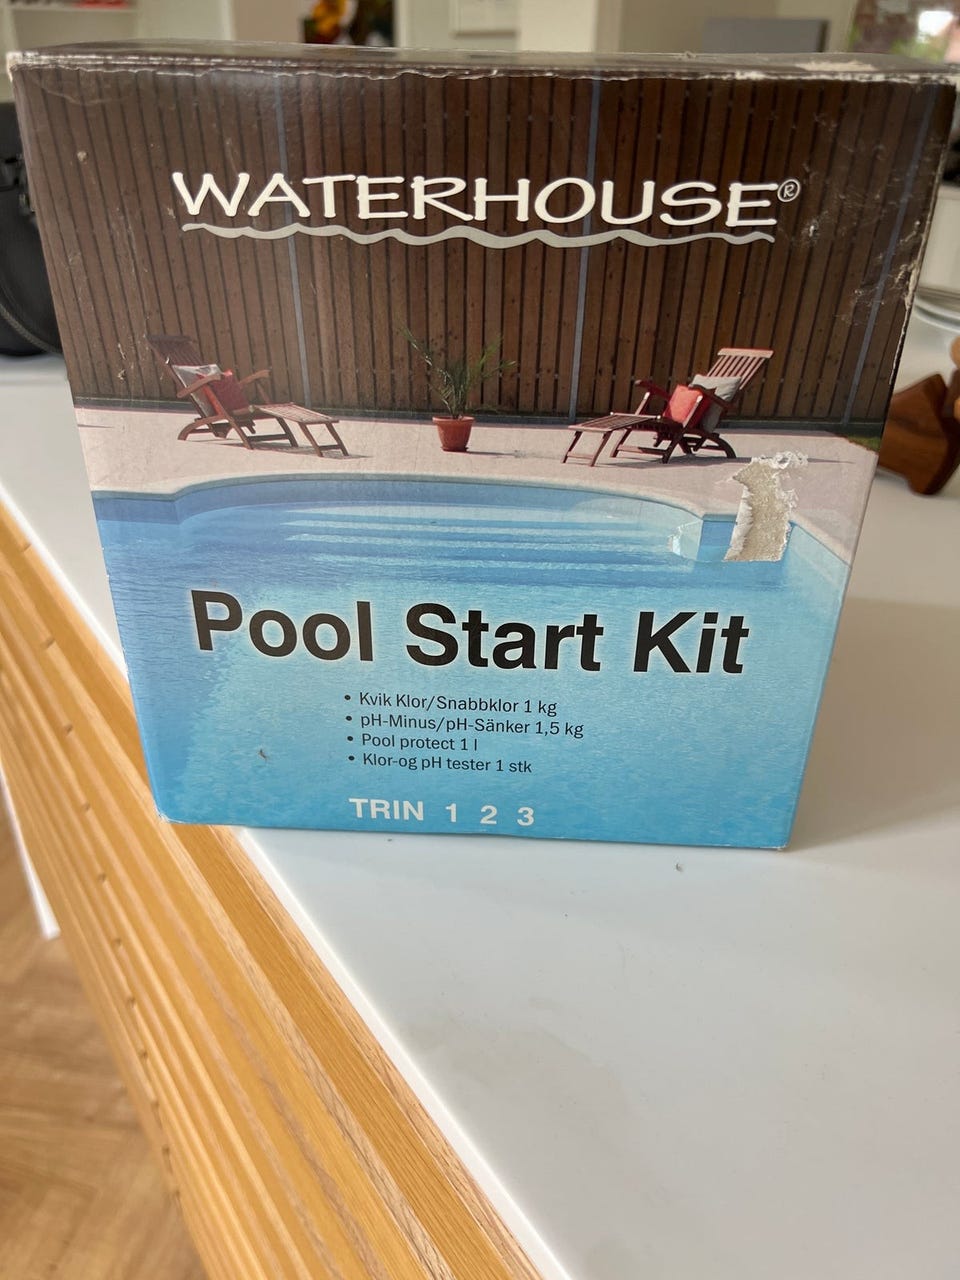 WATERHOUSE®
Pool Start Kit
• Kvik Klor/Snabbklor 1 kg
• pH-Minus/pH-Sänker 1,5 kg
• Pool protect 1 l
• Klor-og pH tester 1 stk
TRIN 1 2 3